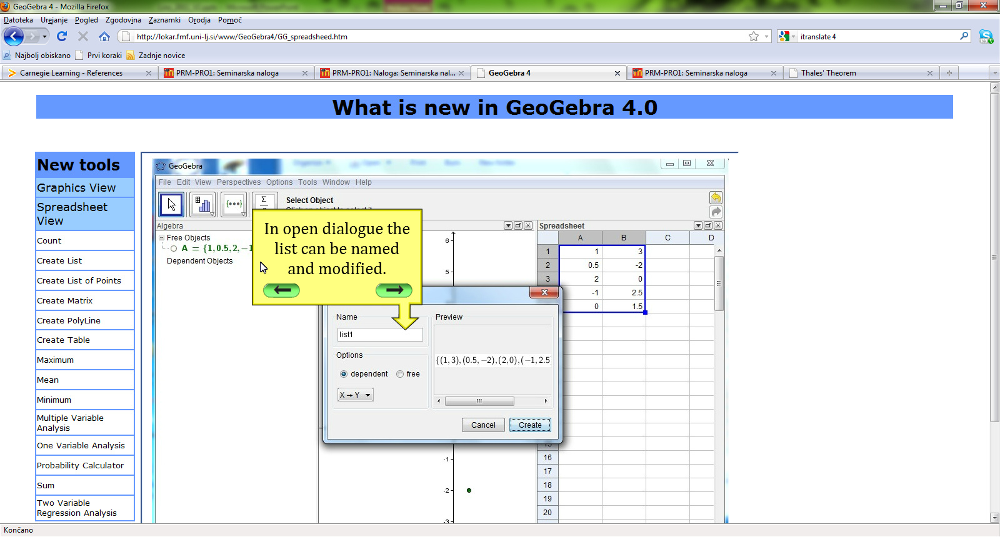 GeoGebra 4 - Mozilla Firefox
Datoteka Urejanje Pogled Zgodovina Zaznamki Orodja Pomoč
http://lokar.fmf.uni-lj.si/www/GeoGebra4/GG_spreadsheed.htm
itranslate 4
Najbolj obiskano Prvi koraki Zadnje novice
Carnegie Learning - References
PRM-PRO1: Seminarska naloga
PRM-PRO1: Naloga: Seminarska nal...
GeoGebra 4
PRM-PRO1: Seminarska naloga
Thales' Theorem
What is new in GeoGebra 4.0
New tools
Graphics View
Spreadsheet
View
Count
Create List
Create List of Points
Create Matrix
Create PolyLine
Create Table
Maximum
Mean
Minimum
Multiple Variable
Analysis
One Variable Analysis
Probability Calculator
Sum
Two Variable
Regression Analysis
GeoGebra
File Edit View Perspectives Options Tools Window Help
{•••}
Σ
Select Object
Algebra
Free Objects
A = {1, 0.5, 2, −1
Dependent Objects
In open dialogue the
list can be named
and modified.
6
5
-1
-2
-3
Name
list1
Options
dependent free
X → Y
Preview
{(1, 3), (0.5, −2), (2, 0), (−1, 2.5
Cancel Create
Spreadsheet
A B C D
1 1 3
2 0.5 -2
3 2 0
-1 2.5
0 1.5
15
16
17
18
19
20
Končano